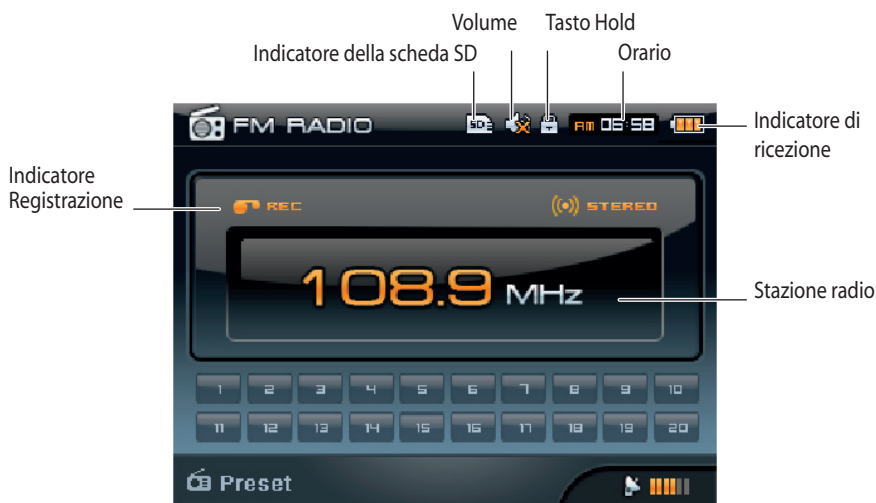 Volume Tasto Hold
Indicatore della scheda SD Orario
FM RADIO SD AM 06:58
Indicatore di
ricezione
Indicatore
Registrazione
REC STEREO
108.9 MHz
Stazione radio
1 2 3 4 5 6 7 8 9 10
11 12 13 14 15 16 17 18 19 20
Preset